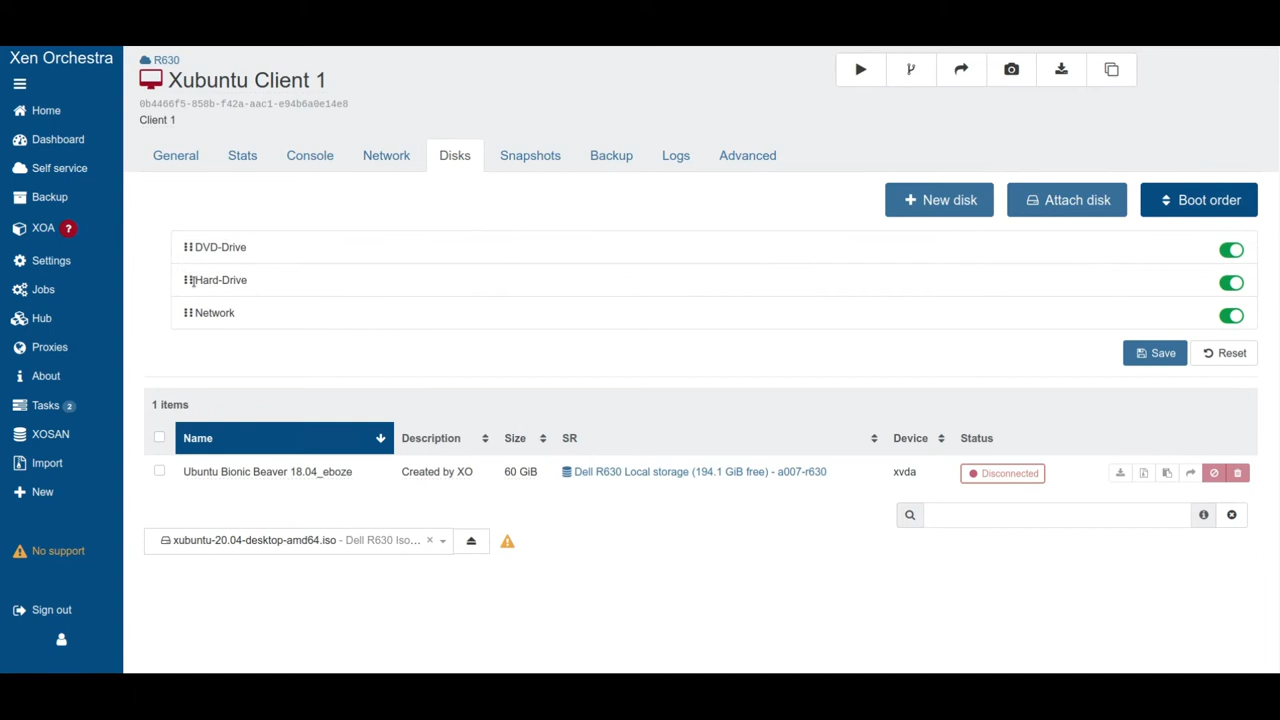 Xen Orchestra
Home
Dashboard
Self service
Backup
XOA ?
Settings
Jobs
Hub
Proxies
About
Tasks 2
XOSAN
Import
New
No support
Sign out
R630
Xubuntu Client 1
0b4466f5-858b-f42a-aac1-e94b6a0e14e8
Client 1
General Stats Console Network Disks Snapshots Backup Logs Advanced
New disk Attach disk Boot order
DVD-Drive
Hard-Drive
Network
Save Reset
1 items
Name Description Size SR Device Status
Ubuntu Bionic Beaver 18.04_eboze Created by XO 60 GiB Dell R630 Local storage (194.1 GiB free) - a007-r630 xvda Disconnected
xubuntu-20.04-desktop-amd64.iso - Dell R630 Iso...